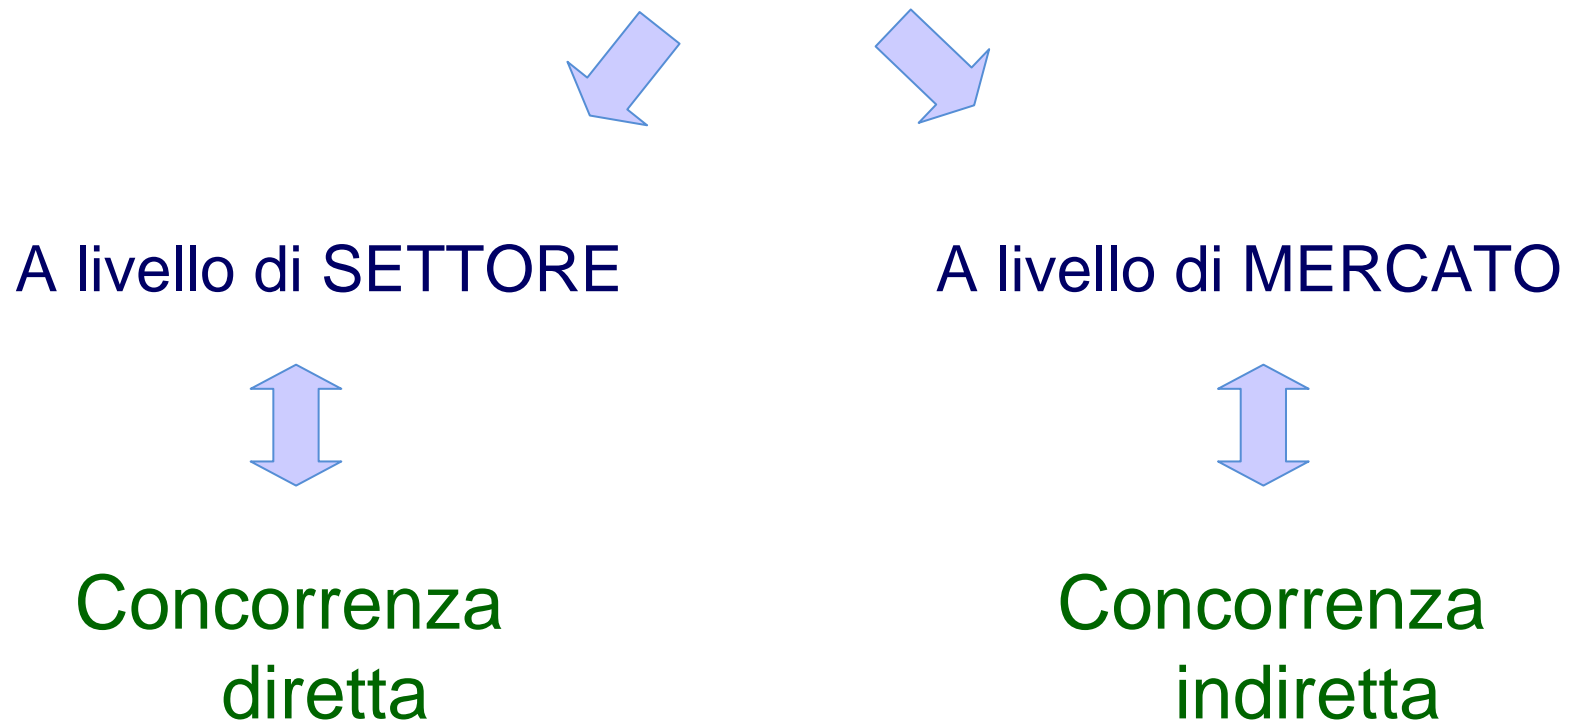 A livello di SETTORE
A livello di MERCATO
Concorrenza
diretta
Concorrenza
indiretta